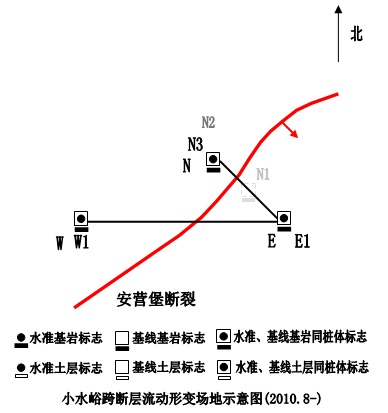 北
N2
N3
N
N1
W W1
E E1
安营堡断裂
水准基岩标志 基线基岩标志 水准、基线基岩同桩体标志
水准土层标志 基线土层标志 水准、基线土层同桩体标志
小水峪跨断层流动形变场地示意图(2010.8-)